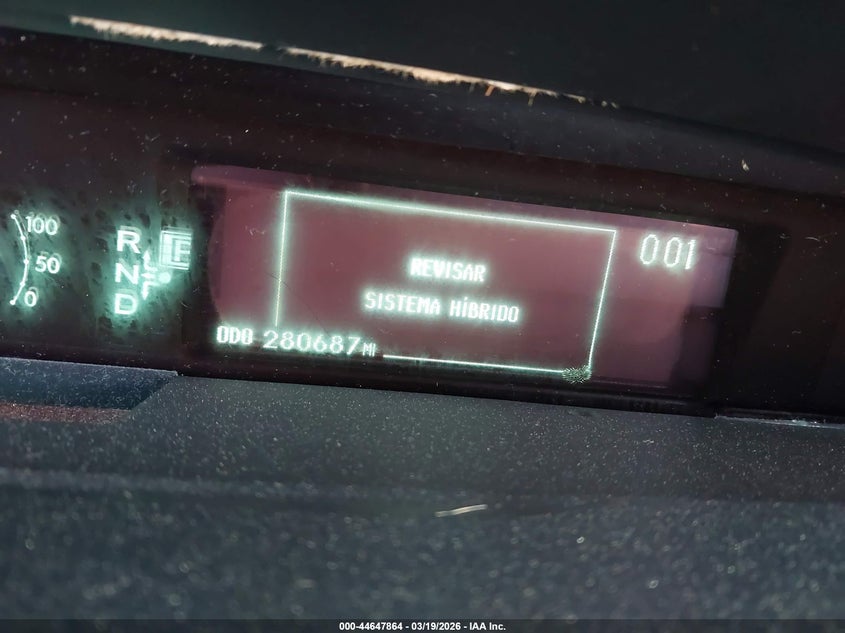 100
50
0
R
N
D
P
REVISAR
SISTEMA HÍBRIDO
001
ODO 280687 MI
000-44647864 - 03/19/2026 - IAA Inc.